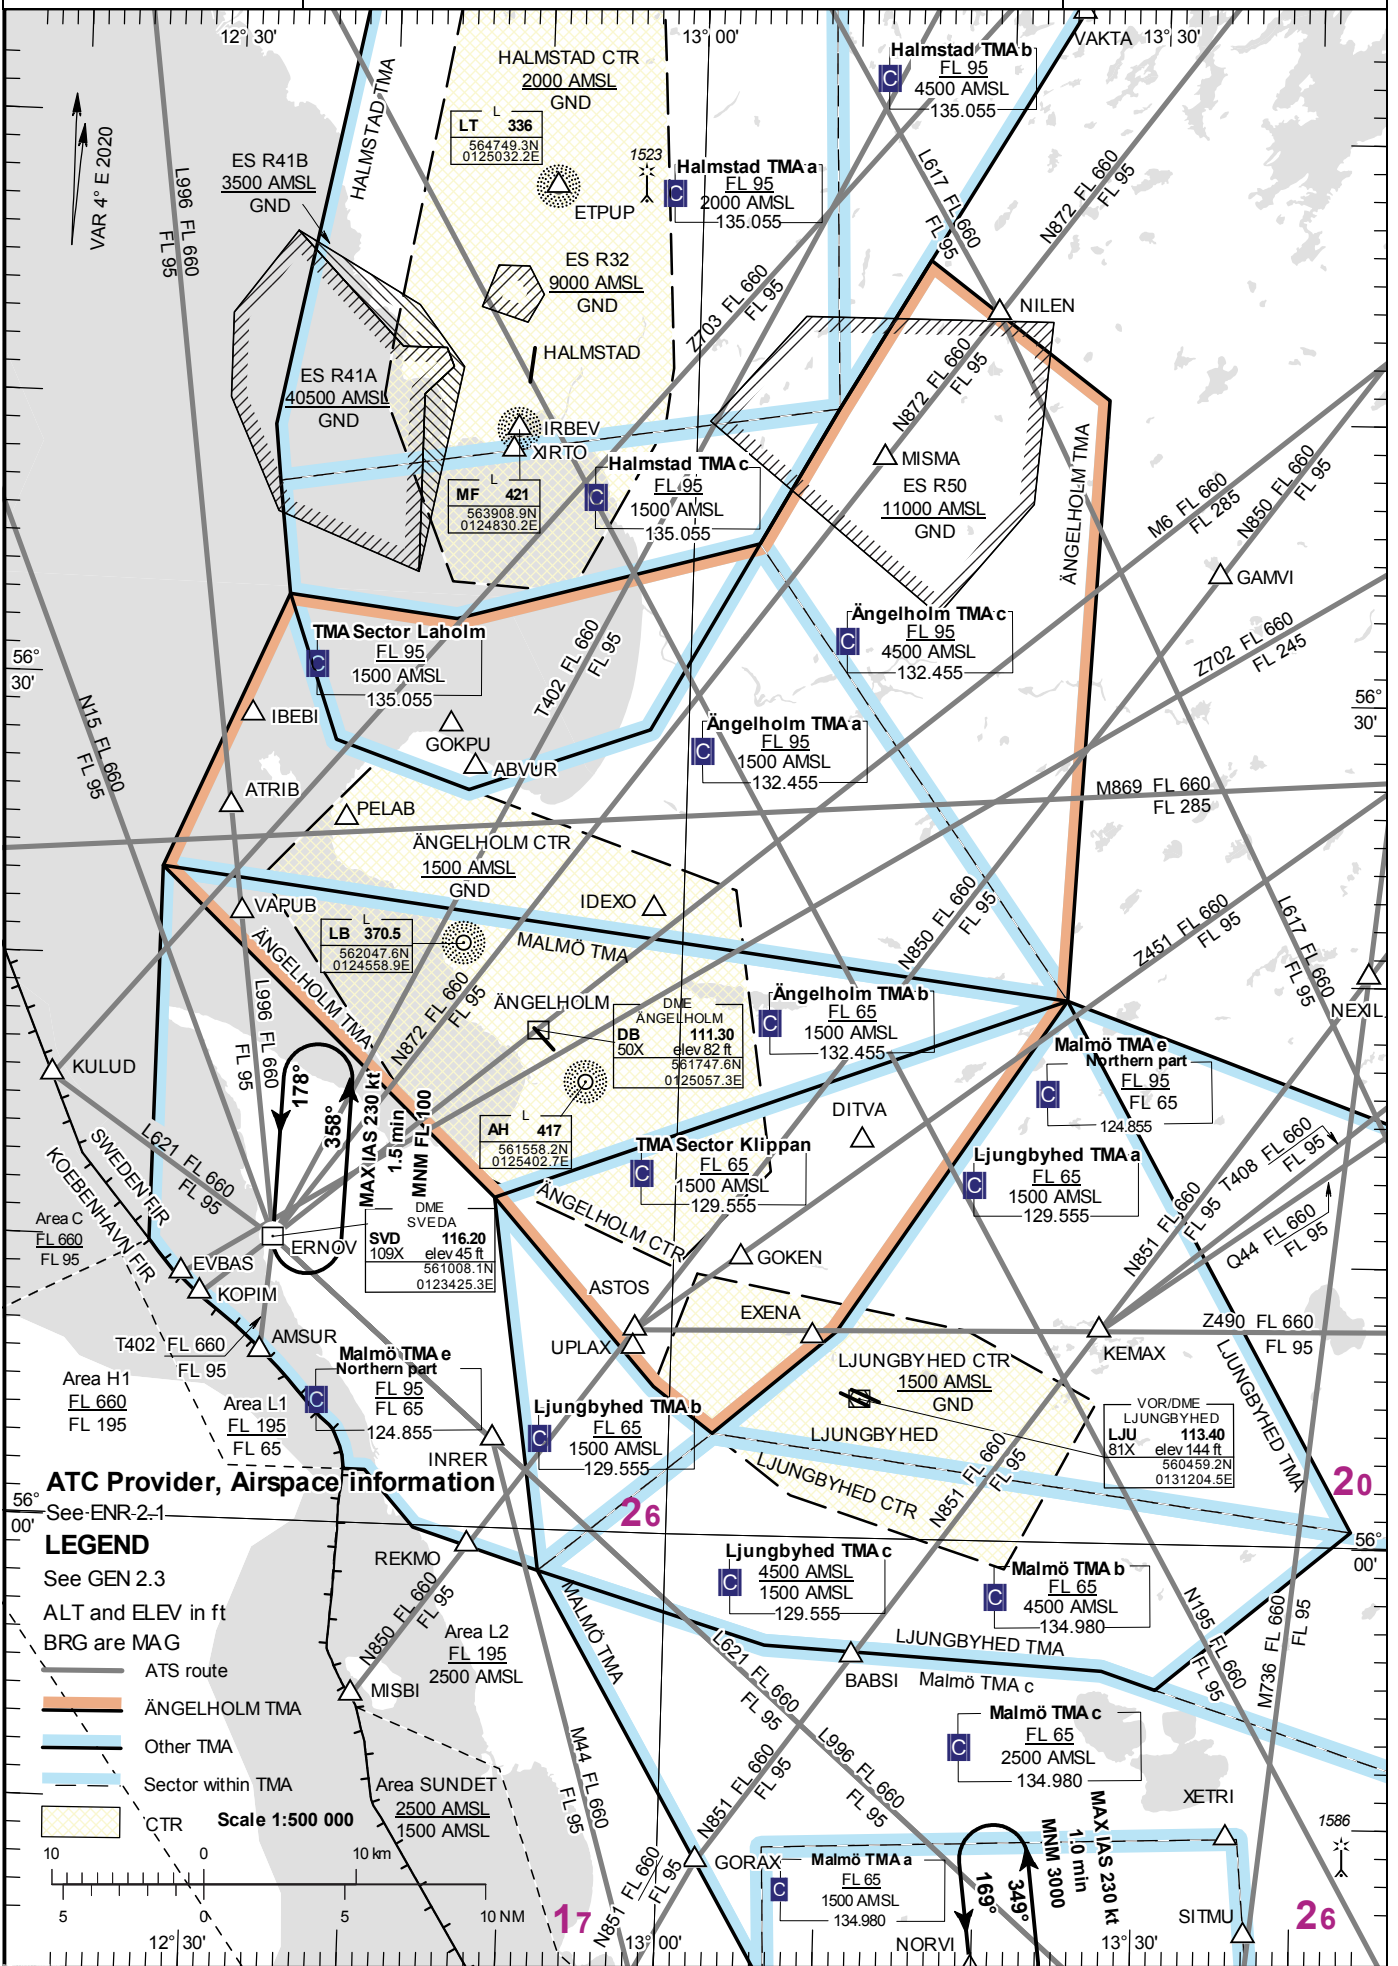 12° 30'
13° 00'
13° 30'
VAKTA
HALMSTAD CTR
2000 AMSL
GND
Halmstad TMA b
FL 95
4500 AMSL
135.055
C
HALMSTAD TMA
VAR 4° E 2020
L
LT 336
564749.3N
0125032.2E
1523
ETPUP
Halmstad TMA a
FL 95
2000 AMSL
135.055
C
ES R41B
3500 AMSL
GND
L996 FL 660
FL 95
L617 FL 660
FL 95
N872 FL 660
FL 95
ES R32
9000 AMSL
GND
Z703 FL 660
FL 95
NILEN
HALMSTAD
ES R41A
40500 AMSL
GND
N872 FL 660
FL 95
IRBEV
XIRTO
MISMA
ES R50
11000 AMSL
GND
ÄNGELHOLM TMA
L
MF 421
563908.9N
0124830.2E
Halmstad TMA c
FL 95
1500 AMSL
135.055
C
M6 FL 660
FL 285
N850 FL 660
FL 95
GAMVI
TMA Sector Laholm
FL 95
1500 AMSL
135.055
C
Ängelholm TMA c
FL 95
4500 AMSL
132.455
C
Z702 FL 660
FL 245
T402 FL 660
FL 95
56°
30'
56°
30'
N15 FL 660
FL 95
IBEBI
GOKPU
ABVUR
Ängelholm TMA a
FL 95
1500 AMSL
132.455
C
ATRIB
PELAB
M869 FL 660
FL 285
ÄNGELHOLM CTR
1500 AMSL
GND
VAPUB
IDEXO
L
LB 370.5
562047.6N
0124558.9E
MALMÖ TMA
ÄNGELHOLM TMA
N850 FL 660
FL 95
Z451 FL 660
FL 95
L617 FL 660
FL 95
NEXIL
L996 FL 660
FL 95
N872 FL 660
FL 95
ÄNGELHOLM
DME
ÄNGELHOLM
DB 111.30
50X elev 82 ft
561747.6N
0125057.3E
Ängelholm TMA b
FL 65
1500 AMSL
132.455
C
KULUD
178°
358°
MAX IAS 230 kt
1.5 min
MNM FL 100
Malmö TMA e
Northern part
FL 95
FL 65
124.855
C
DITVA
L
AH 417
561558.2N
0125402.7E
TMA Sector Klippan
FL 65
1500 AMSL
129.555
C
Ljungbyhed TMA a
FL 65
1500 AMSL
129.555
C
L621 FL 660
FL 95
SWEDEN FIR
KOEBENHAVN FIR
T408 FL 660
FL 95
Q44 FL 660
FL 95
N851 FL 660
FL 95
Area C
FL 660
FL 95
DME
SVEDA
SVD 116.20
109X elev 45 ft
561008.1N
0123425.3E
ERNOV
ÄNGELHOLM CTR
GOKEN
EVBAS
KOPIM
ASTOS
EXENA
UPLAX
T402 FL 660
FL 95
AMSUR
Z490 FL 660
FL 95
KEMAX
LJUNGBYHED TMA
LJUNGBYHED CTR
1500 AMSL
GND
Area H1
FL 660
FL 195
Area L1
FL 195
FL 65
Malmö TMA e
Northern part
FL 95
FL 65
124.855
C
INRER
Ljungbyhed TMA b
FL 65
1500 AMSL
129.555
C
LJUNGBYHED
LJUNGBYHED CTR
VOR/DME
LJUNGBYHED
LJU 113.40
81X elev 144 ft
560459.2N
0131204.5E
N851 FL 660
FL 95
ATC Provider, Airspace information
See ENR 2.1
20
26
56°
00'
56°
00'
LEGEND
See GEN 2.3
ALT and ELEV in ft
BRG are MAG
ATS route
ÄNGELHOLM TMA
Other TMA
Sector within TMA
CTR
Scale 1:500 000
10 0 10 km
5 0 5 10 NM
REKMO
N850 FL 660
FL 95
MISBI
Area L2
FL 195
2500 AMSL
Area SUNDET
2500 AMSL
1500 AMSL
MALMÖ TMA
M44 FL 660
FL 95
Ljungbyhed TMA c
4500 AMSL
1500 AMSL
129.555
C
Malmö TMA b
FL 65
4500 AMSL
134.980
C
L621 FL 660
FL 95
BABSI
LJUNGBYHED TMA
Malmö TMA c
N195 FL 660
FL 95
M736 FL 660
FL 95
Malmö TMA c
FL 65
2500 AMSL
134.980
C
L996 FL 660
FL 95
N851 FL 660
FL 95
XETRI
1586
MAX IAS 230 kt
1.0 min
MNM 3000
169°
349°
GORAX
Malmö TMA a
FL 65
1500 AMSL
134.980
C
N851 FL 660
FL 95
NORVI
SITMU
17
26
12° 30'
13° 00'
13° 30'